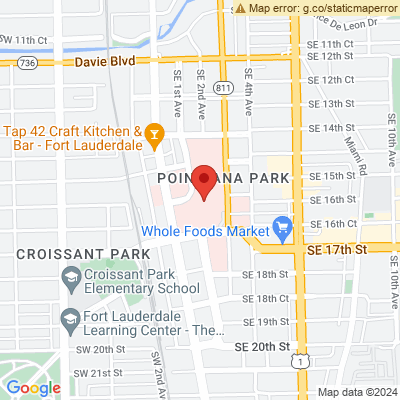 Map error: g.co/staticmaperror
SW 11th St
SE 11th Ct
Ponce De Leon Dr
736
Davie Blvd
SE 12th St
SE 12th Ct
811
SE 1st Ave
SE 2nd Ave
SE 4th Ave
SE 13th St
SE 10th Ave
SE 14th St
Tap 42 Craft Kitchen &
Bar - Fort Lauderdale
Miami Rd
POINCIANA PARK
SE 15th St
SE 16th Ct
Whole Foods Market
SE 17th St
CROISSANT PARK
Croissant Park
Elementary School
SE 18th St
SE 10th Ave
SE 18th Ct
Fort Lauderdale
Learning Center - The...
SE 19th St
SW 20th St
SE 20th St
SW 21st St
SW 2nd Ave
1
Google
Map data ©2024